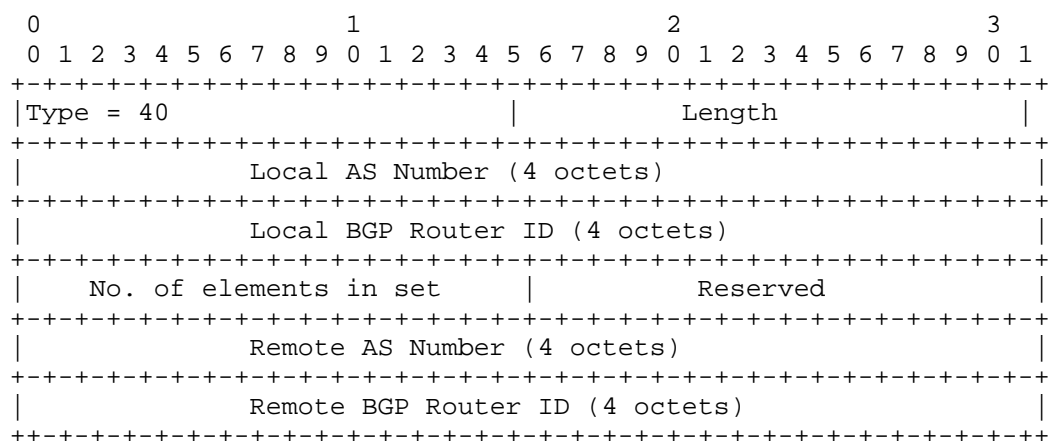 0                   1                   2                   3
 0 1 2 3 4 5 6 7 8 9 0 1 2 3 4 5 6 7 8 9 0 1 2 3 4 5 6 7 8 9 0 1
+-+-+-+-+-+-+-+-+-+-+-+-+-+-+-+-+-+-+-+-+-+-+-+-+-+-+-+-+-+-+-+-+
|Type = 40                      |          Length               |
+-+-+-+-+-+-+-+-+-+-+-+-+-+-+-+-+-+-+-+-+-+-+-+-+-+-+-+-+-+-+-+-+
|              Local AS Number (4 octets)                        |
+-+-+-+-+-+-+-+-+-+-+-+-+-+-+-+-+-+-+-+-+-+-+-+-+-+-+-+-+-+-+-+-+
|              Local BGP Router ID (4 octets)                    |
+-+-+-+-+-+-+-+-+-+-+-+-+-+-+-+-+-+-+-+-+-+-+-+-+-+-+-+-+-+-+-+-+
|    No. of elements in set     |           Reserved             |
+-+-+-+-+-+-+-+-+-+-+-+-+-+-+-+-+-+-+-+-+-+-+-+-+-+-+-+-+-+-+-+-+
|              Remote AS Number (4 octets)                       |
+-+-+-+-+-+-+-+-+-+-+-+-+-+-+-+-+-+-+-+-+-+-+-+-+-+-+-+-+-+-+-+-+
|              Remote BGP Router ID (4 octets)                   |
++-+-+-+-+-+-+-+-+-+-+-+-+-+-+-+-+-+-+-+-+-+-+-+-+-+-+-+-+-+-+-++